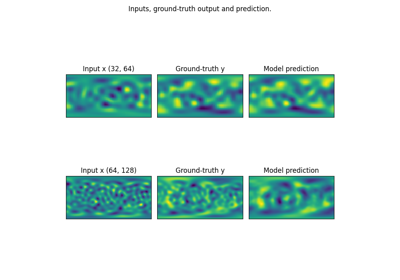 Inputs, ground-truth output and prediction.
Input x (32, 64) Ground-truth y Model prediction
Input x (64, 128) Ground-truth y Model prediction